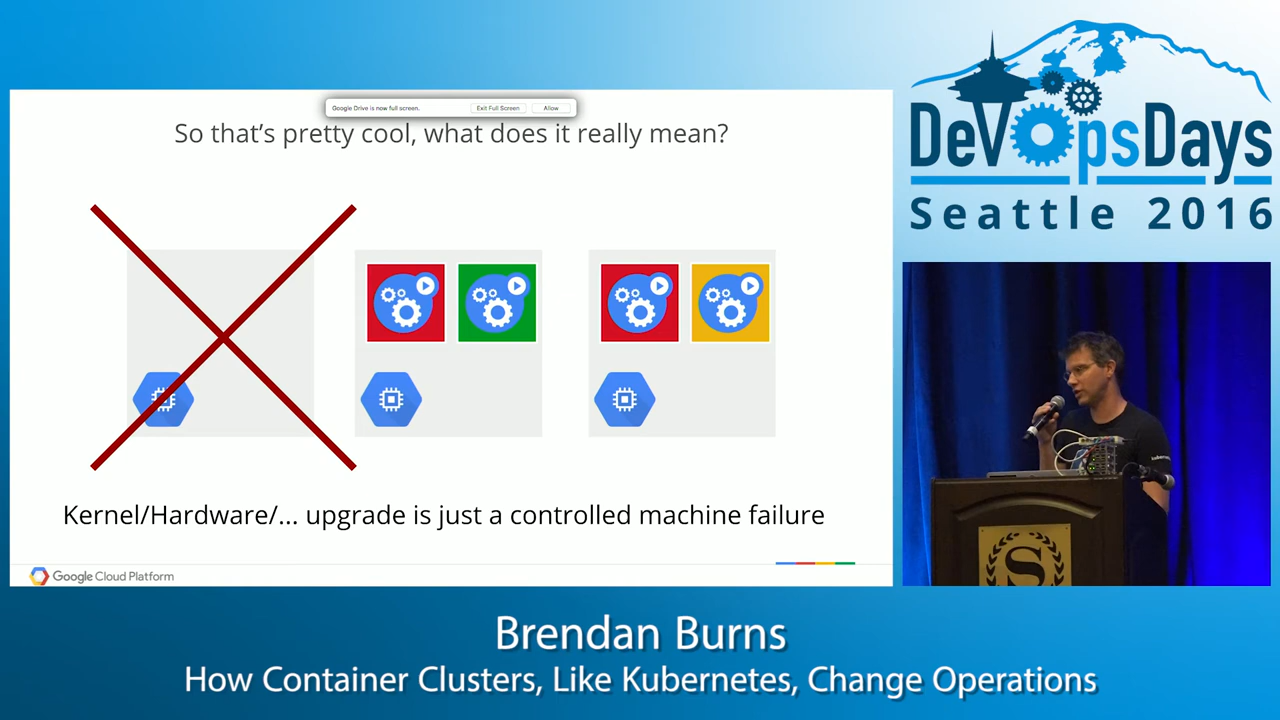 Google Drive is now full screen.
Exit Full Screen
Allow
So that's pretty cool, what does it really mean?
Kernel/Hardware/... upgrade is just a controlled machine failure
Google Cloud Platform
DevOpsDays
Seattle 2016
S
Brendan Burns
How Container Clusters, Like Kubernetes, Change Operations